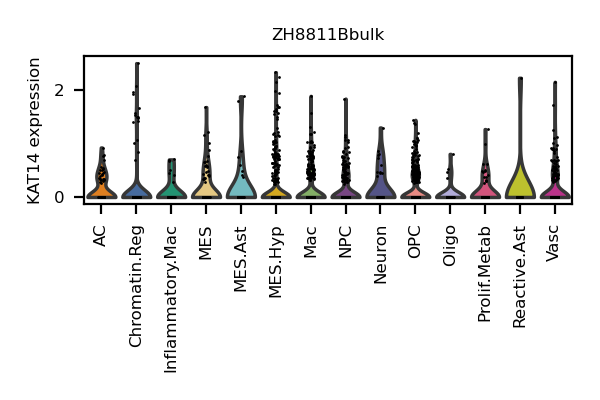 ZH8811Bbulk
KAT14 expression
2
0
AC
Chromatin.Reg
Inflammatory.Mac
MES
MES.Ast
MES.Hyp
Mac
NPC
Neuron
OPC
Oligo
Prolif.Metab
Reactive.Ast
Vasc